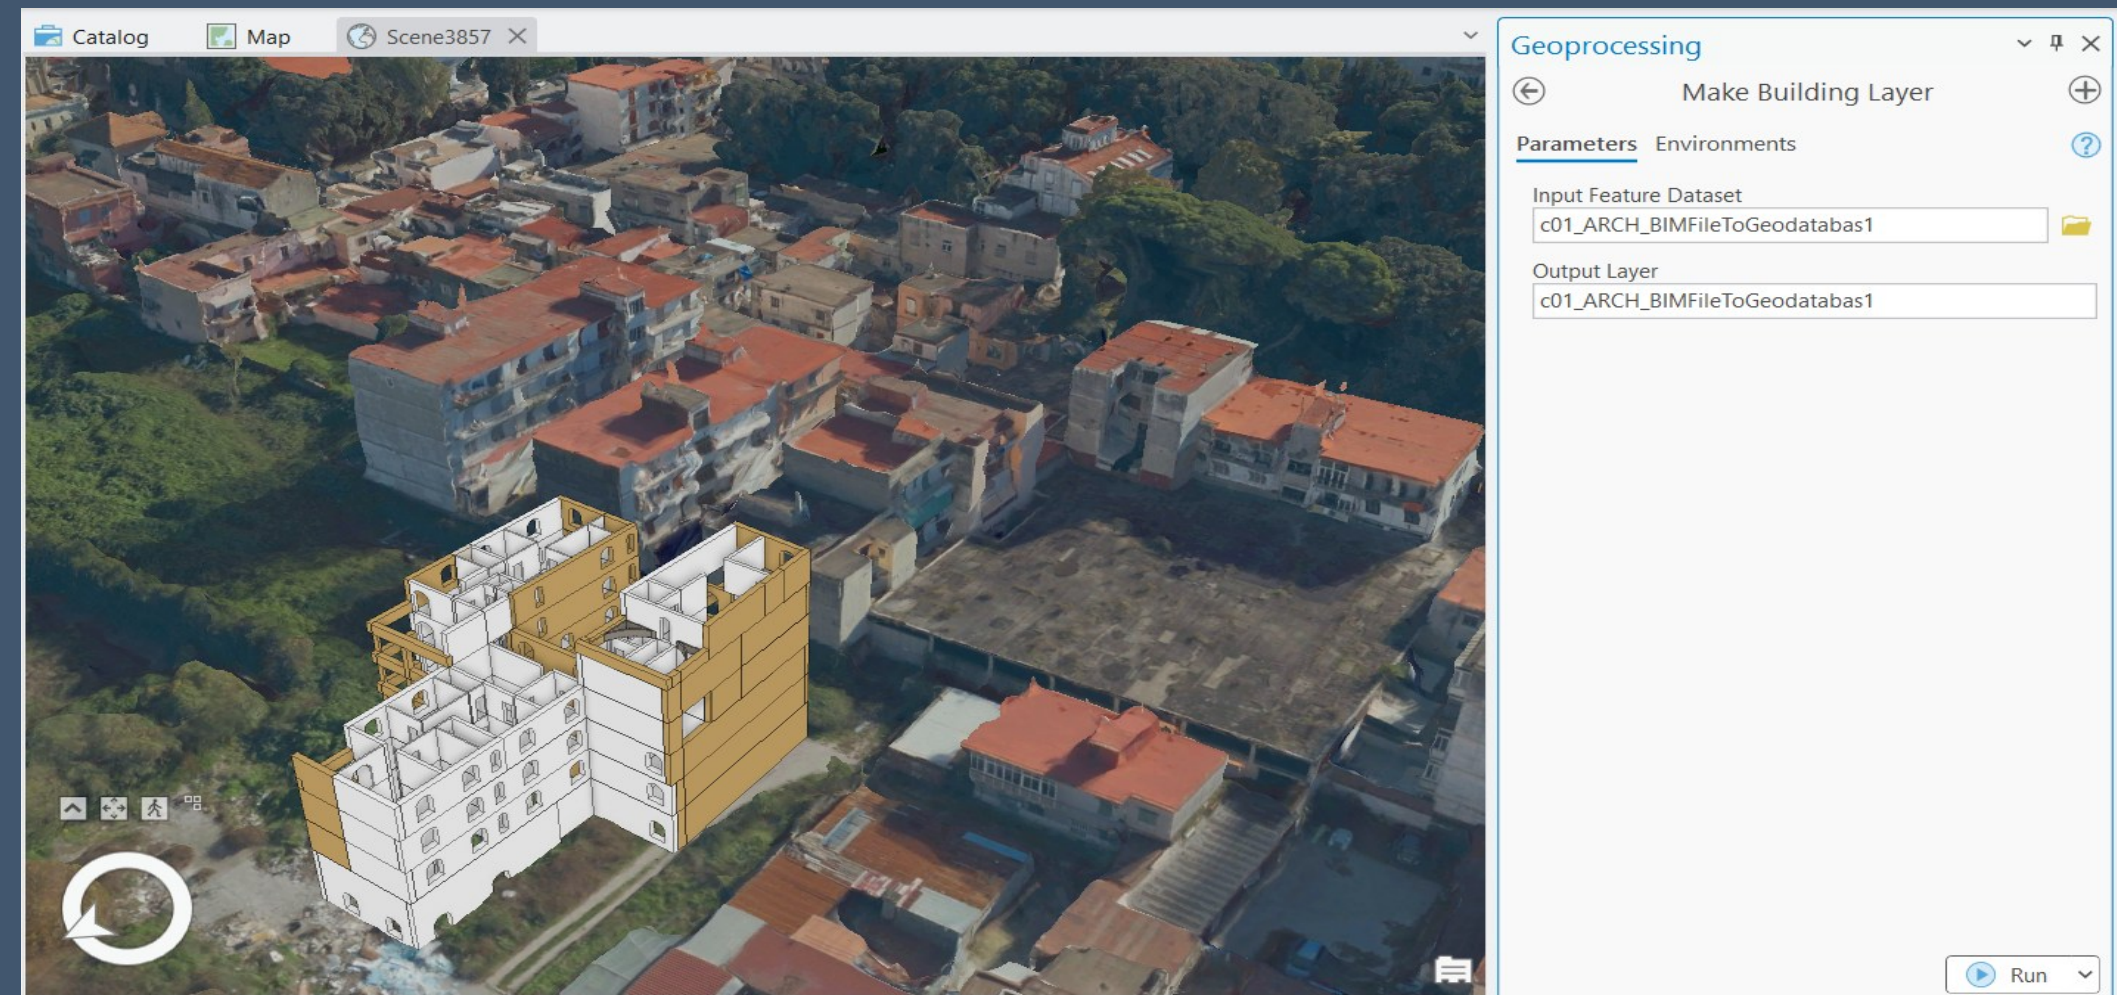 Catalog
Map
Scene3857
Geoprocessing
Make Building Layer
Parameters
Environments
Input Feature Dataset
c01_ARCH_BIMFileToGeodatabas1
Output Layer
c01_ARCH_BIMFileToGeodatabas1
Run